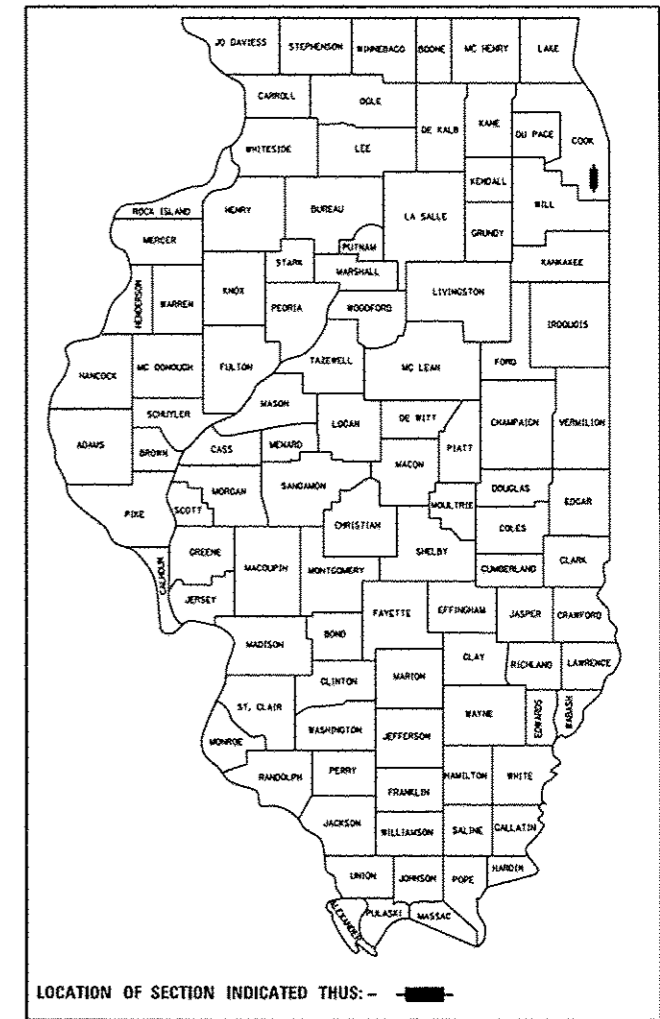 JO DAVIESS STEPHENSON WINNEBAGO BOONE MC HENRY LAKE
CARROLL OGLE DE KALB KANE DU PAGE COOK
WHITESIDE LEE KENDALL WILL
ROCK ISLAND HENRY BUREAU LA SALLE GRUNDY
MERCER PUTNAM KANKAKEE
STARK MARSHALL
HENDERSON WARREN KNOX PEORIA WOODFORD LIVINGSTON IROQUOIS
HANCOCK MC DONOUGH FULTON TAZEWELL MC LEAN FORD
MASON
SCHUYLER LOGAN DE WITT CHAMPAIGN VERMILION
ADAMS BROWN CASS MENARD MACON PIATT
PIKE SCOTT MORGAN SANGAMON CHRISTIAN MOULTRIE DOUGLAS EDGAR
COLES
CALHOUN GREENE MACOUPIN MONTGOMERY SHELBY CUMBERLAND CLARK
JERSEY FAYETTE EFFINGHAM JASPER CRAWFORD
MADISON BOND CLAY RICHLAND LAWRENCE
CLINTON MARION
ST. CLAIR WAYNE EDWARDS WABASH
MONROE WASHINGTON JEFFERSON
RANDOLPH PERRY HAMILTON WHITE
FRANKLIN
JACKSON WILLIAMSON SALINE GALLATIN
UNION JOHNSON POPE HARDIN
ALEXANDER PULASKI MASSAC
LOCATION OF SECTION INDICATED THUS: -